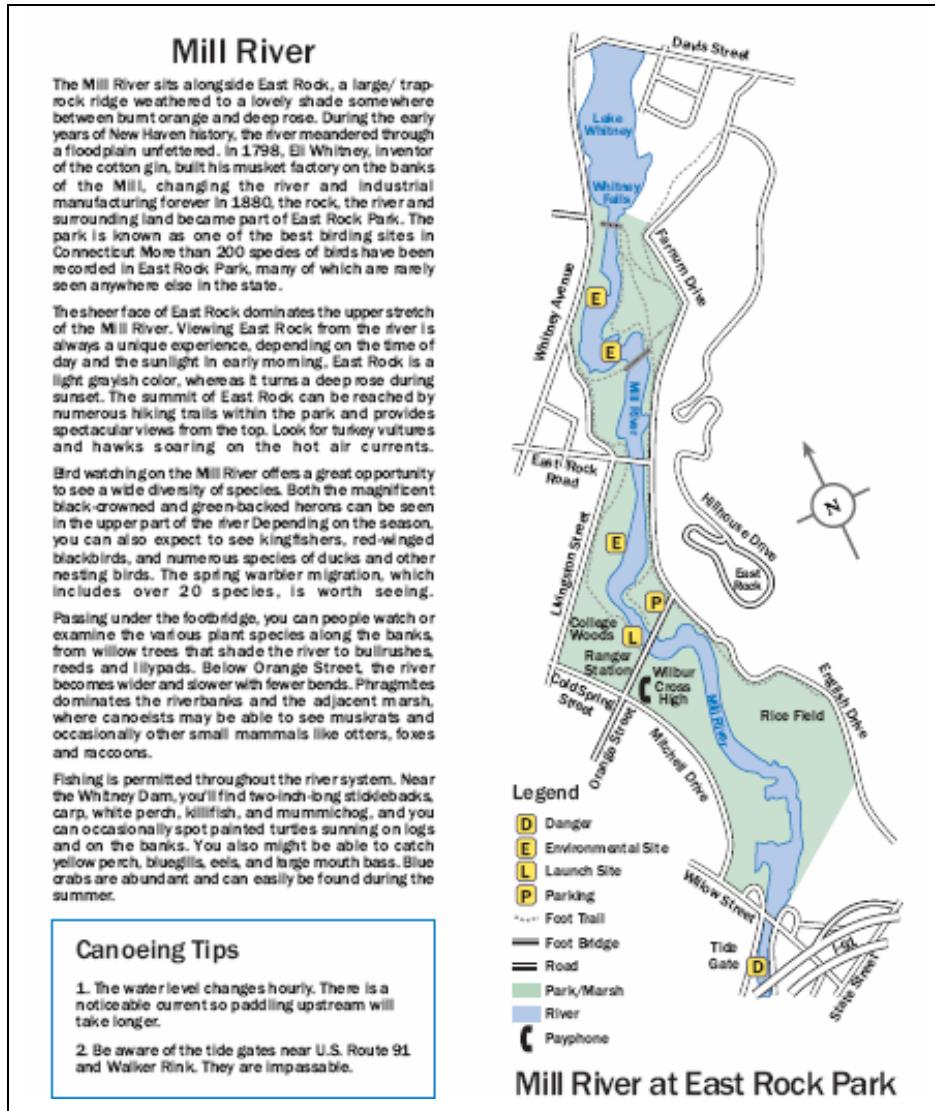 Mill River
The Mill River sits alongside East Rock, a large/ trap-
rock ridge weathered to a lovely shade somewhere
between burnt orange and deep rose. During the early
years of New Haven history, the river meandered through
a floodplain unfettered. In 1798, Eli Whitney, inventor
of the cotton gin, built his musket factory on the banks
of the Mill, changing the river and industrial
manufacturing forever In 1880, the rock, the river and
surrounding land became part of East Rock Park. The
park is known as one of the best birding sites in
Connecticut More than 200 species of birds have been
recorded in East Rock Park, many of which are rarely
seen anywhere else in the state.
The sheer face of East Rock dominates the upper stretch
of the Mill River. Viewing East Rock from the river is
always a unique experience, depending on the time of
day and the sunlight in early morning, East Rock is a
light grayish color, whereas it turns a deep rose during
sunset. The summit of East Rock can be reached by
numerous hiking trails within the park and provides
spectacular views from the top. Look for turkey vultures
and hawks soaring on the hot air currents.
Bird watching on the Mill River offers a great opportunity
to see a wide diversity of species. Both the magnificent
black-crowned and green-backed herons can be seen
in the upper part of the river Depending on the season,
you can also expect to see kingfishers, red-winged
blackbirds, and numerous species of ducks and other
nesting birds. The spring warbler migration, which
includes over 20 species, is worth seeing.
Passing under the footbridge, you can people watch or
examine the various plant species along the banks,
from willow trees that shade the river to bullrushes,
reeds and lilypads. Below Orange Street, the river
becomes wider and slower with fewer bends. Phragmites
dominates the riverbanks and the adjacent marsh,
where canoeists may be able to see muskrats and
occasionally other small mammals like otters, foxes
and raccoons.
Fishing is permitted throughout the river system. Near
the Whitney Dam, you'll find two-inch-long sticklebacks,
carp, white perch, killifish, and mummichog, and you
can occasionally spot painted turtles sunning on logs
and on the banks. You also might be able to catch
yellow perch, bluegills, eels, and large mouth bass. Blue
crabs are abundant and can easily be found during the
summer.
Canoeing Tips
1. The water level changes hourly. There is a
noticeable current so paddling upstream will
take longer.
2. Be aware of the tide gates near U.S. Route 91
and Walker Rink. They are impassable.
Davis Street
Lake
Whitney
Whitney
Falls
Farnum Drive
Whitney Avenue
E
E
Mill River
East Rock
Road
N
Hillhouse Drive
East
Rock
Livingston Street
E
P
College
Woods
L
Ranger
Station
Cold Spring
Street
Wilbur
Cross
High
Orange Street
Mitchell Drive
Mill River
Rice Field
English Drive
Willow Street
Tide
Gate
D
I-91
State Street
Legend
D Danger
E Environmental Site
L Launch Site
P Parking
Foot Trail
Foot Bridge
Road
Park/Marsh
River
Payphone
Mill River at East Rock Park